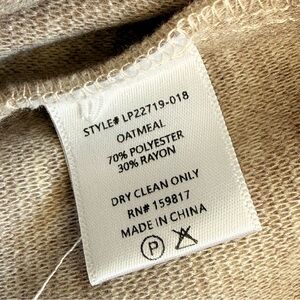 STYLE# LP22719-018
OATMEAL
70% POLYESTER
30% RAYON
DRY CLEAN ONLY
RN# 159817
MADE IN CHINA
P